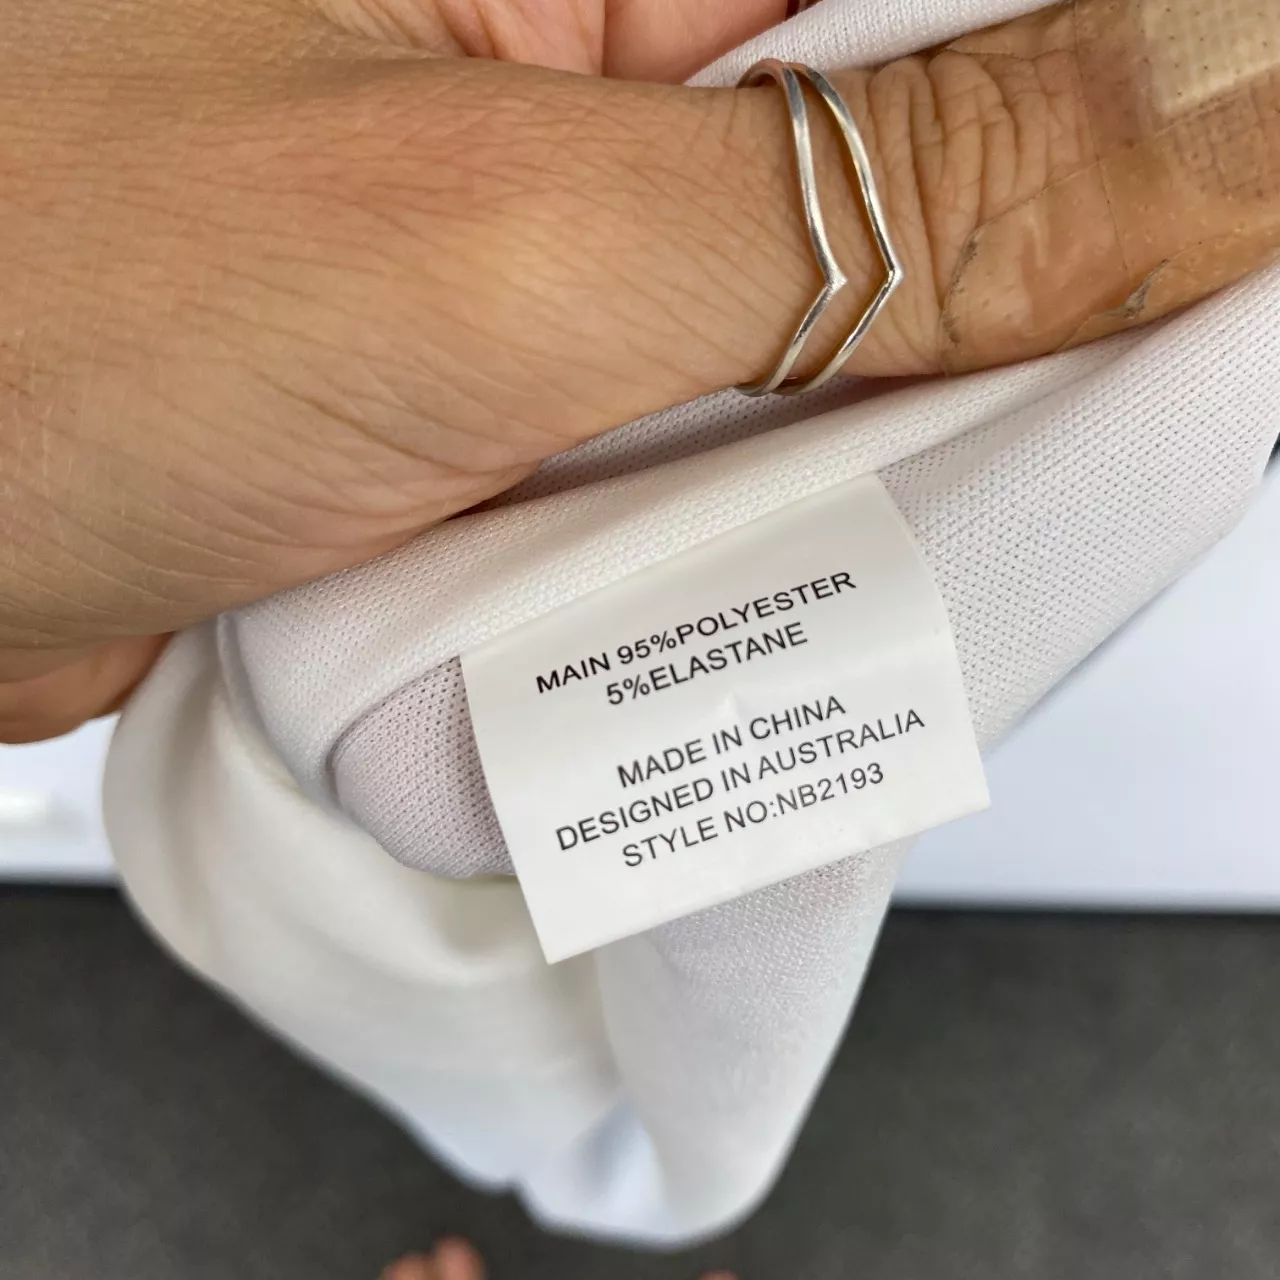 MAIN 95%POLYESTER
5%ELASTANE
MADE IN CHINA
DESIGNED IN AUSTRALIA
STYLE NO:NB2193